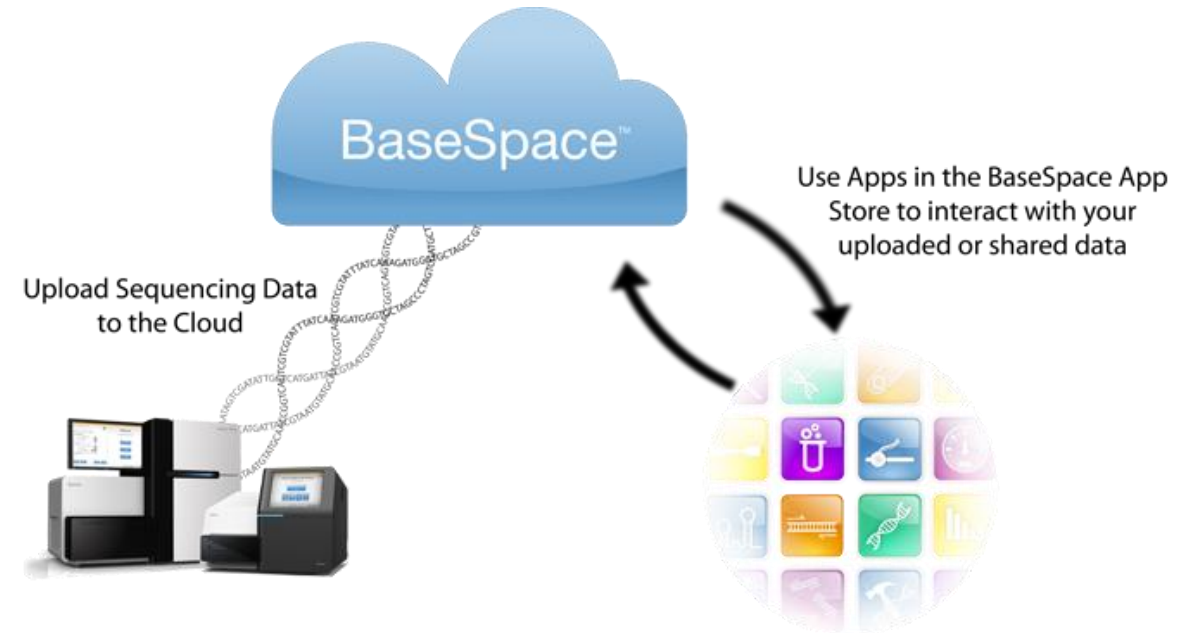 BaseSpace™
Use Apps in the BaseSpace App
Store to interact with your
uploaded or shared data
Upload Sequencing Data
to the Cloud